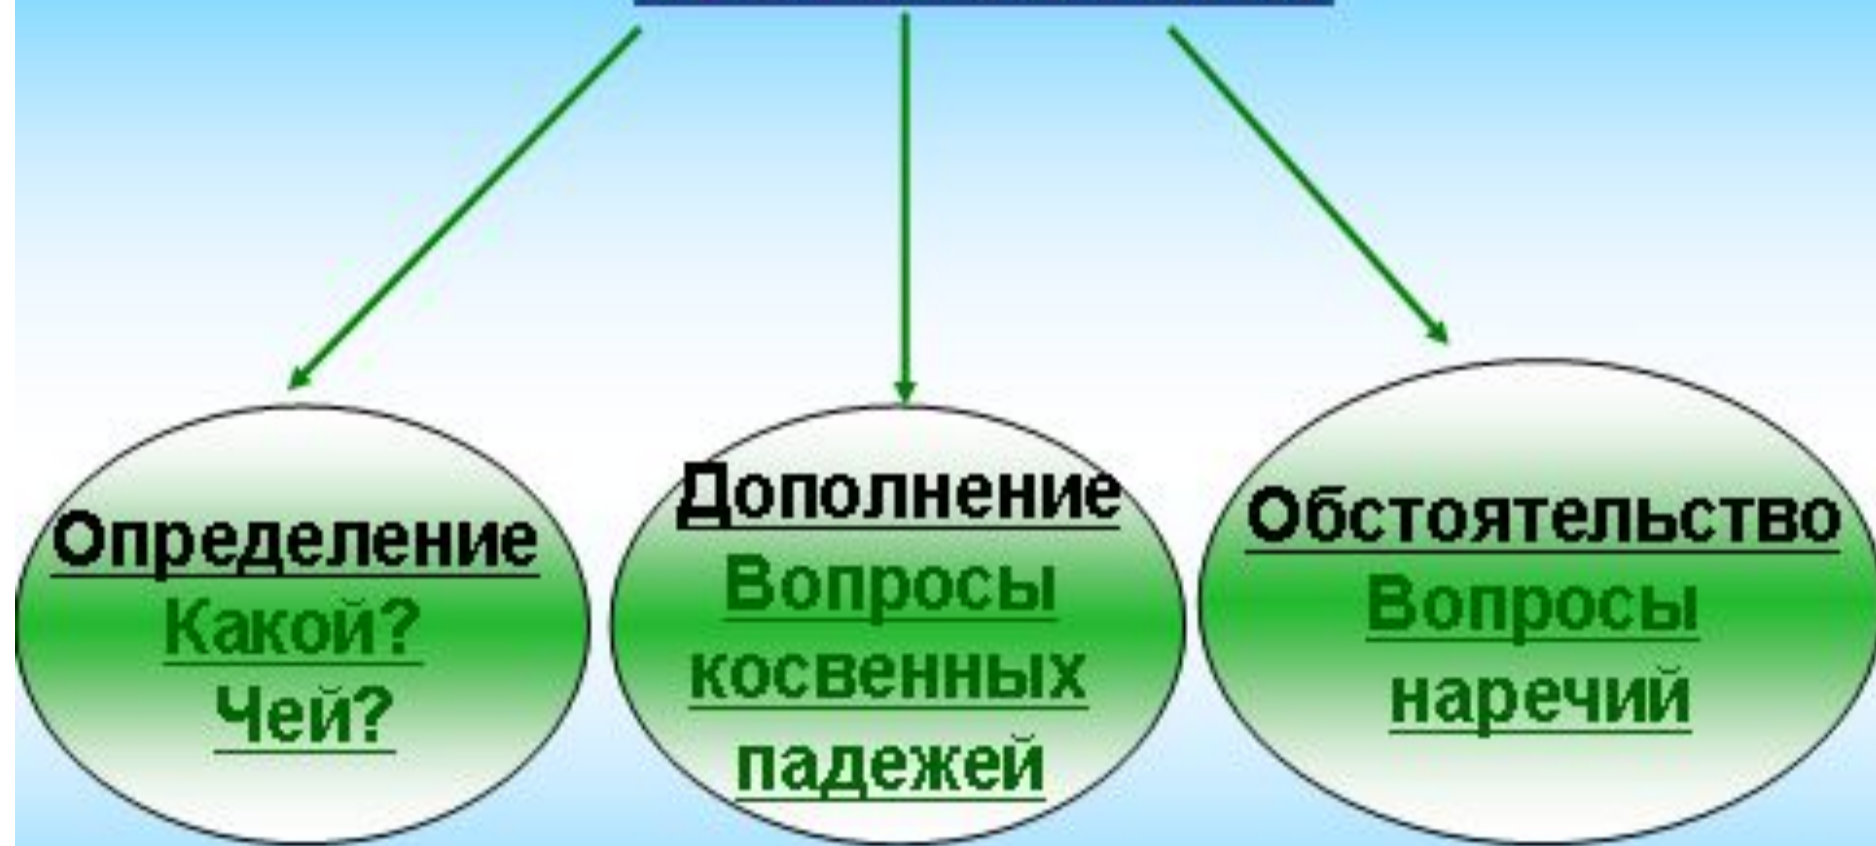 Определение
Какой?
Чей?
Дополнение
Вопросы
косвенных
падежей
Обстоятельство
Вопросы
наречий